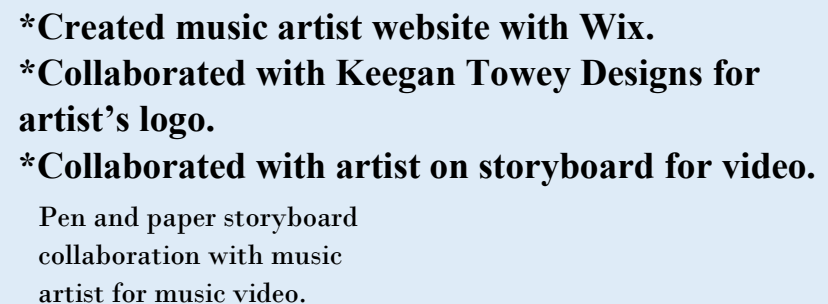 *Created music artist website with Wix.
*Collaborated with Keegan Towey Designs for
artist’s logo.
*Collaborated with artist on storyboard for video.
Pen and paper storyboard
collaboration with music
artist for music video.